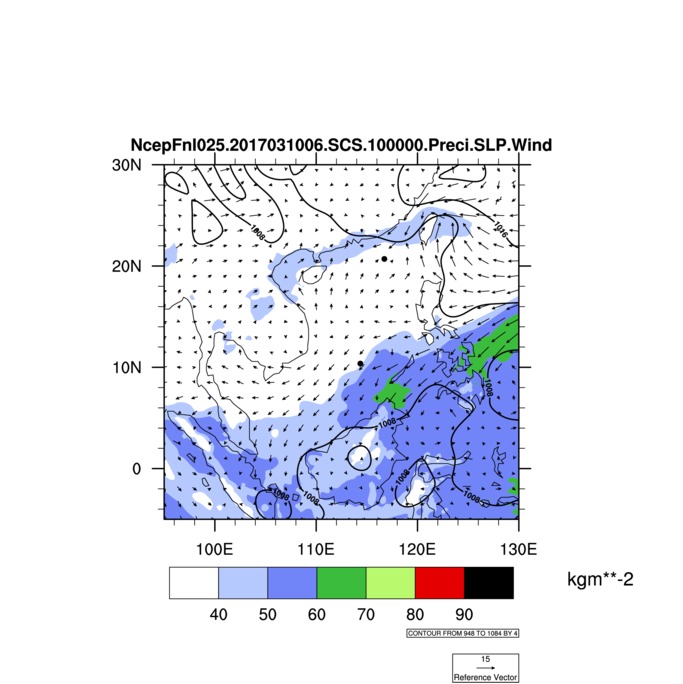 NcepFnl025.2017031006.SCS.100000.Preci.SLP.Wind
30N
20N
10N
0
100E 110E 120E 130E
1008
1016
1008
1008
1008
1008
1008
1008
40 50 60 70 80 90
kgm**-2
CONTOUR FROM 948 TO 1084 BY 4
15
Reference Vector